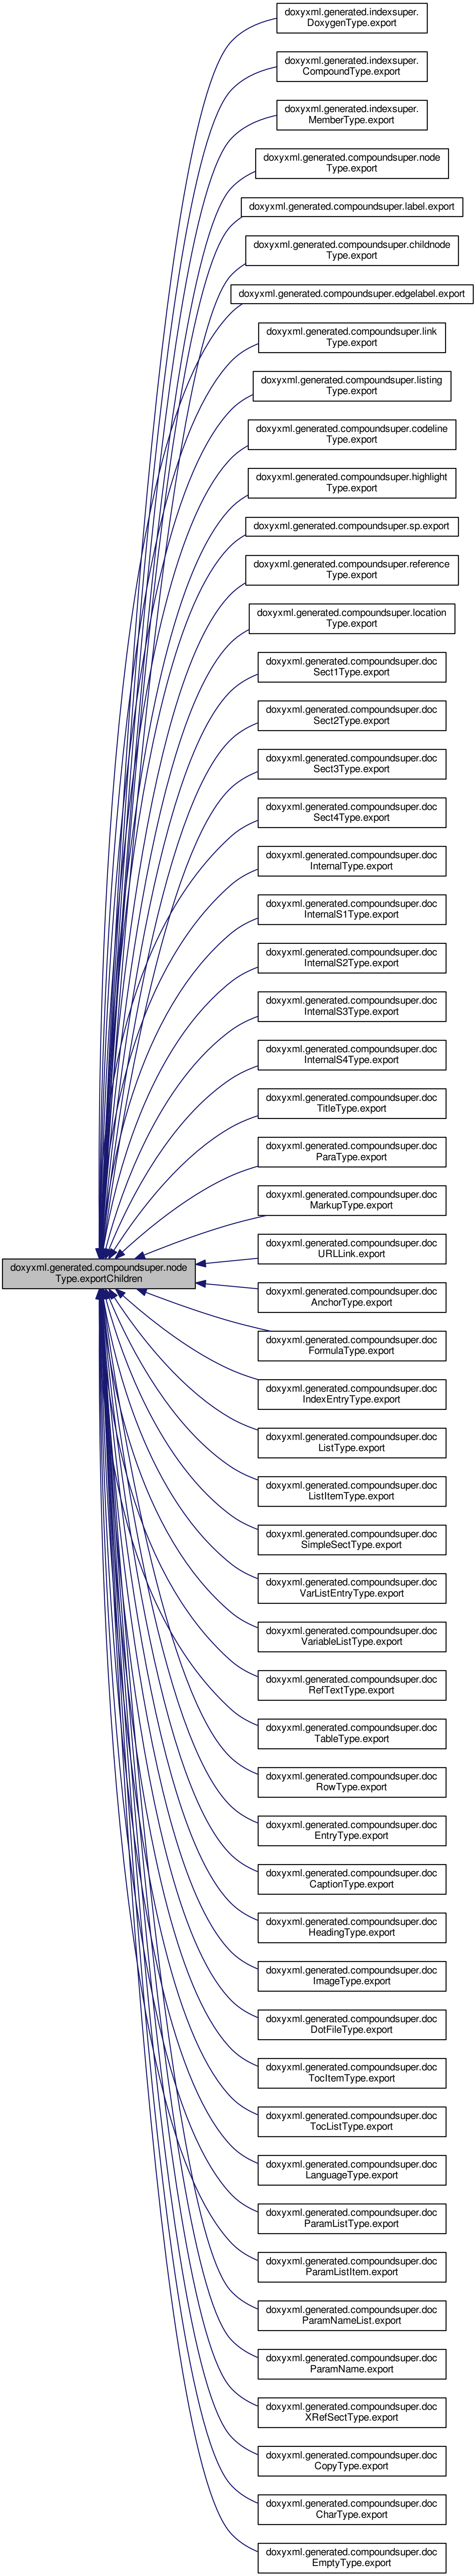 doxyxml.generated.indexsuper.
DoxygenType.export
doxyxml.generated.indexsuper.
CompoundType.export
doxyxml.generated.indexsuper.
MemberType.export
doxyxml.generated.compoundsuper.node
Type.export
doxyxml.generated.compoundsuper.label.export
doxyxml.generated.compoundsuper.childnode
Type.export
doxyxml.generated.compoundsuper.edgelabel.export
doxyxml.generated.compoundsuper.link
Type.export
doxyxml.generated.compoundsuper.listing
Type.export
doxyxml.generated.compoundsuper.codeline
Type.export
doxyxml.generated.compoundsuper.highlight
Type.export
doxyxml.generated.compoundsuper.sp.export
doxyxml.generated.compoundsuper.reference
Type.export
doxyxml.generated.compoundsuper.location
Type.export
doxyxml.generated.compoundsuper.doc
Sect1Type.export
doxyxml.generated.compoundsuper.doc
Sect2Type.export
doxyxml.generated.compoundsuper.doc
Sect3Type.export
doxyxml.generated.compoundsuper.doc
Sect4Type.export
doxyxml.generated.compoundsuper.doc
InternalType.export
doxyxml.generated.compoundsuper.doc
InternalS1Type.export
doxyxml.generated.compoundsuper.doc
InternalS2Type.export
doxyxml.generated.compoundsuper.doc
InternalS3Type.export
doxyxml.generated.compoundsuper.doc
InternalS4Type.export
doxyxml.generated.compoundsuper.doc
TitleType.export
doxyxml.generated.compoundsuper.doc
ParaType.export
doxyxml.generated.compoundsuper.doc
MarkupType.export
doxyxml.generated.compoundsuper.doc
URLLink.export
doxyxml.generated.compoundsuper.node
Type.exportChildren
doxyxml.generated.compoundsuper.doc
AnchorType.export
doxyxml.generated.compoundsuper.doc
FormulaType.export
doxyxml.generated.compoundsuper.doc
IndexEntryType.export
doxyxml.generated.compoundsuper.doc
ListType.export
doxyxml.generated.compoundsuper.doc
ListItemType.export
doxyxml.generated.compoundsuper.doc
SimpleSectType.export
doxyxml.generated.compoundsuper.doc
VarListEntryType.export
doxyxml.generated.compoundsuper.doc
VariableListType.export
doxyxml.generated.compoundsuper.doc
RefTextType.export
doxyxml.generated.compoundsuper.doc
TableType.export
doxyxml.generated.compoundsuper.doc
RowType.export
doxyxml.generated.compoundsuper.doc
EntryType.export
doxyxml.generated.compoundsuper.doc
CaptionType.export
doxyxml.generated.compoundsuper.doc
HeadingType.export
doxyxml.generated.compoundsuper.doc
ImageType.export
doxyxml.generated.compoundsuper.doc
DotFileType.export
doxyxml.generated.compoundsuper.doc
TocItemType.export
doxyxml.generated.compoundsuper.doc
TocListType.export
doxyxml.generated.compoundsuper.doc
LanguageType.export
doxyxml.generated.compoundsuper.doc
ParamListType.export
doxyxml.generated.compoundsuper.doc
ParamListItem.export
doxyxml.generated.compoundsuper.doc
ParamNameList.export
doxyxml.generated.compoundsuper.doc
ParamName.export
doxyxml.generated.compoundsuper.doc
XRefSectType.export
doxyxml.generated.compoundsuper.doc
CopyType.export
doxyxml.generated.compoundsuper.doc
CharType.export
doxyxml.generated.compoundsuper.doc
EmptyType.export